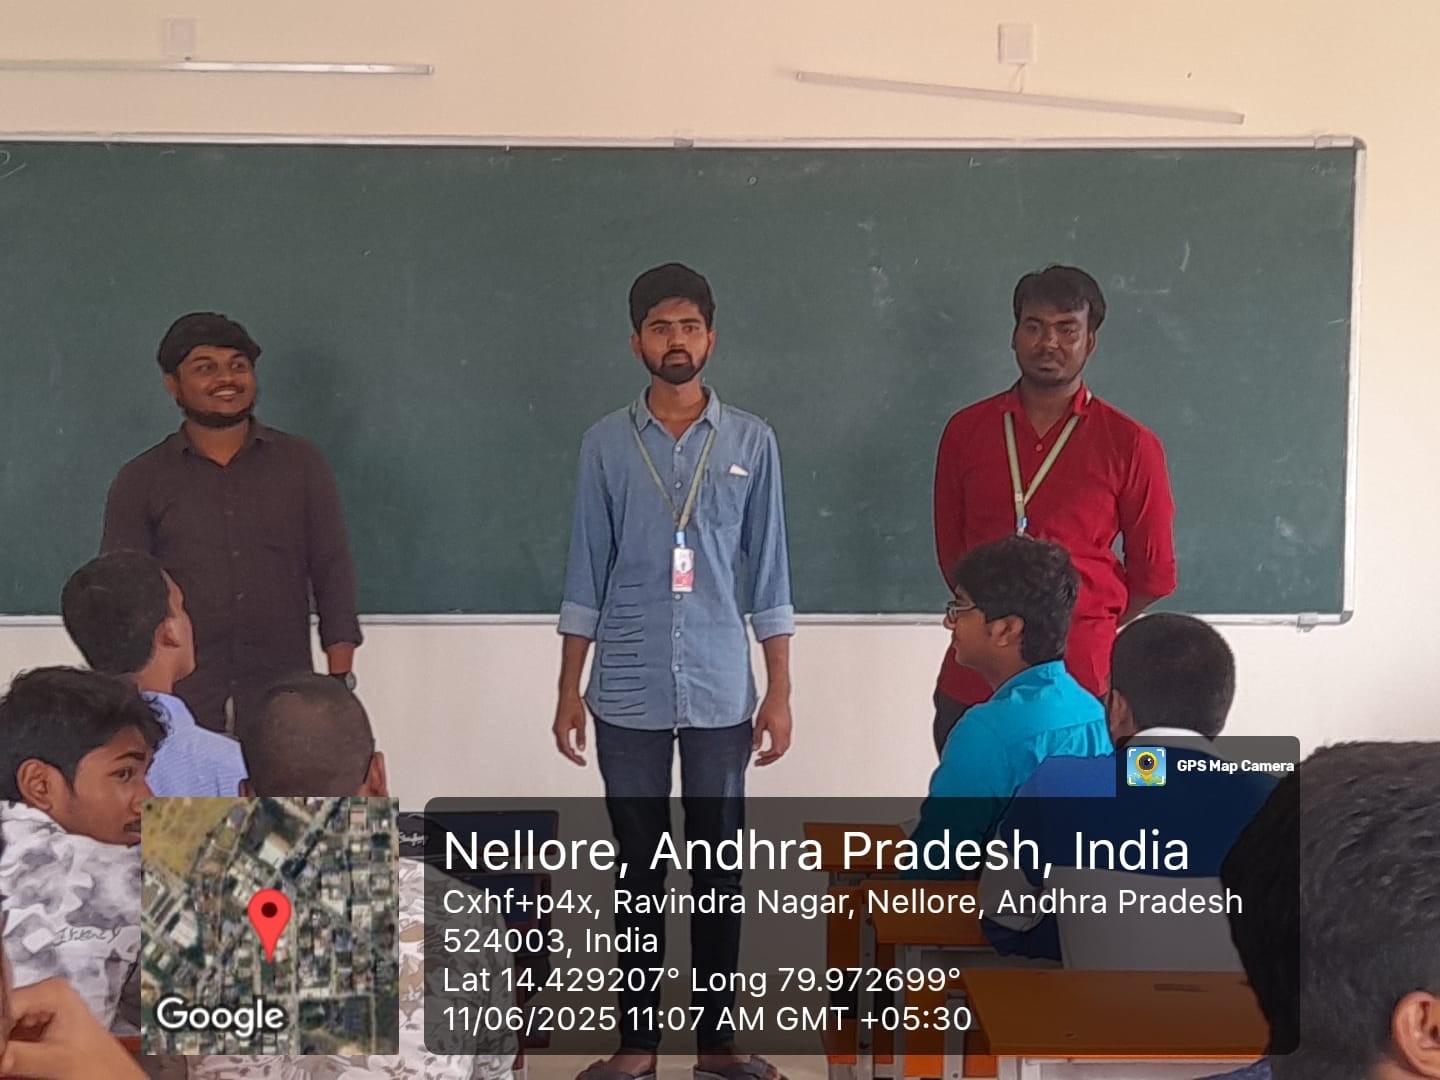 GPS Map Camera
Nellore, Andhra Pradesh, India
Cxhf+p4x, Ravindra Nagar, Nellore, Andhra Pradesh
524003, India
Lat 14.429207° Long 79.972699°
11/06/2025 11:07 AM GMT +05:30
Google